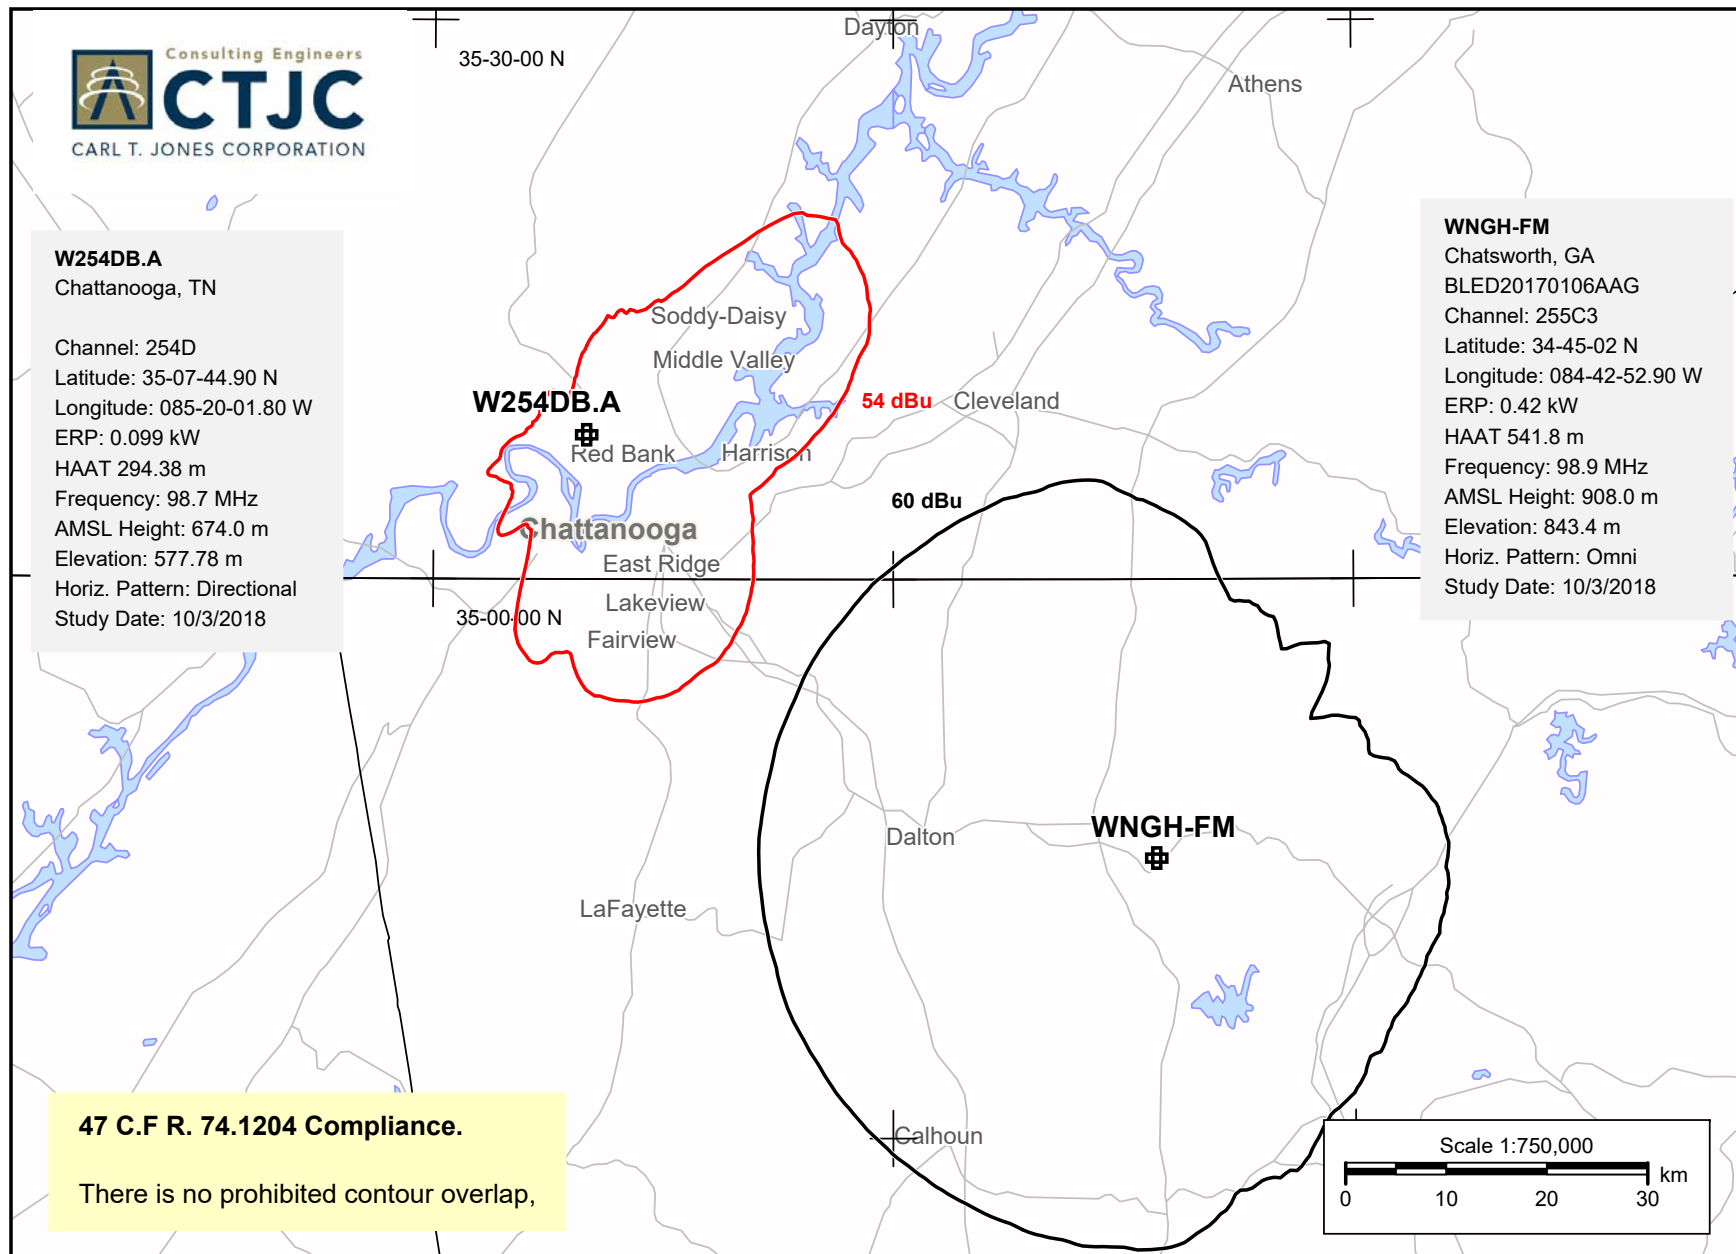 Consulting Engineers
CTJC
CARL T. JONES CORPORATION
35-30-00 N
Dayton
Athens
W254DB.A
Chattanooga, TN
Channel: 254D
Latitude: 35-07-44.90 N
Longitude: 085-20-01.80 W
ERP: 0.099 kW
HAAT 294.38 m
Frequency: 98.7 MHz
AMSL Height: 674.0 m
Elevation: 577.78 m
Horiz. Pattern: Directional
Study Date: 10/3/2018
WNGH-FM
Chatsworth, GA
BLED20170106AAG
Channel: 255C3
Latitude: 34-45-02 N
Longitude: 084-42-52.90 W
ERP: 0.42 kW
HAAT 541.8 m
Frequency: 98.9 MHz
AMSL Height: 908.0 m
Elevation: 843.4 m
Horiz. Pattern: Omni
Study Date: 10/3/2018
Soddy-Daisy
Middle Valley
W254DB.A
54 dBu
Cleveland
Red Bank
Harrison
60 dBu
Chattanooga
East Ridge
Lakeview
35-00-00 N
Fairview
WNGH-FM
Dalton
LaFayette
Calhoun
47 C.F R. 74.1204 Compliance.
There is no prohibited contour overlap,
Scale 1:750,000
km
0 10 20 30